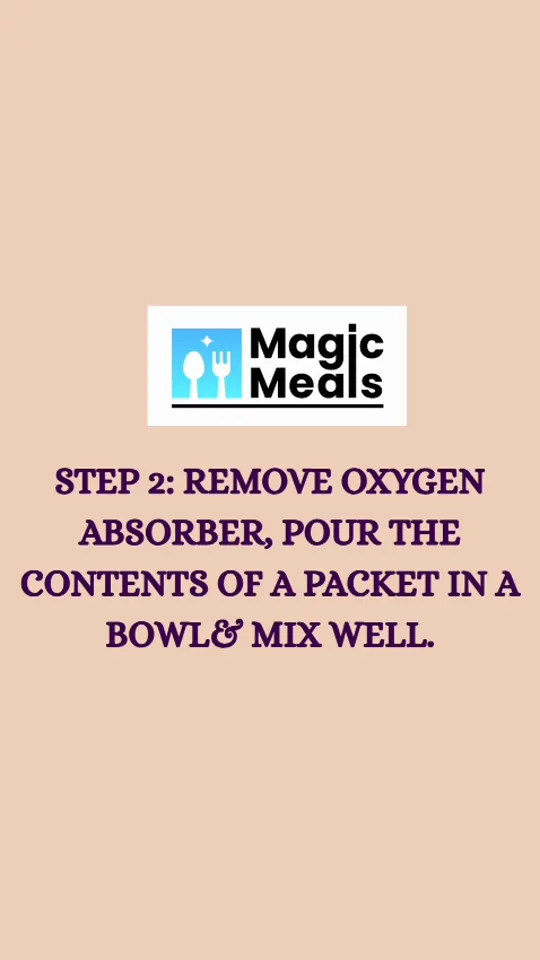 Magic
Meals
STEP 2: REMOVE OXYGEN
ABSORBER, POUR THE
CONTENTS OF A PACKET IN A
BOWL& MIX WELL.